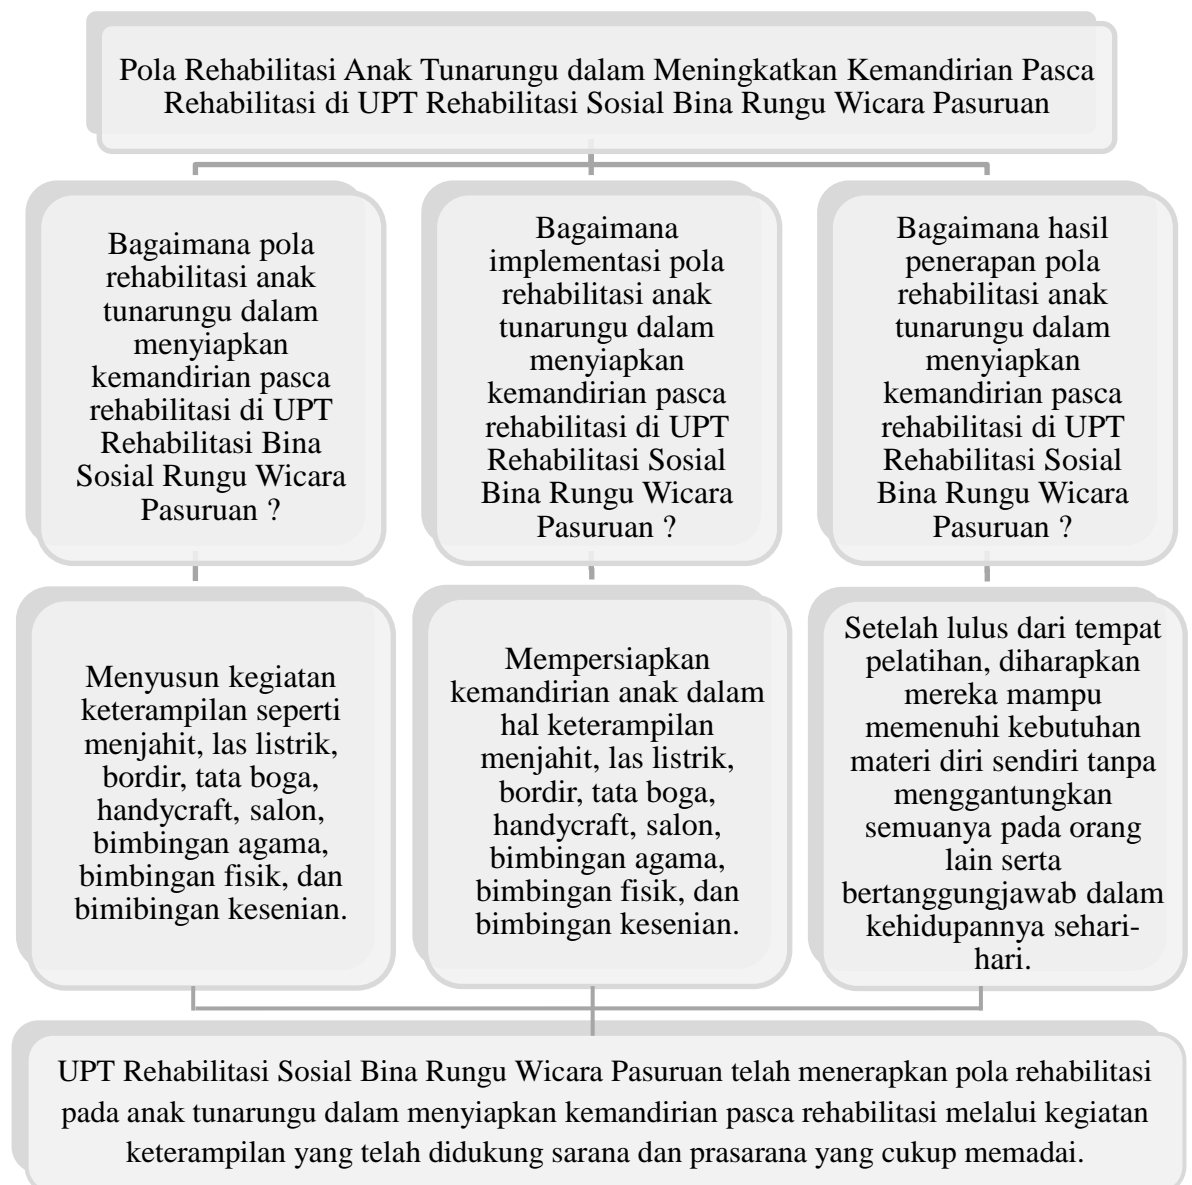 Pola Rehabilitasi Anak Tunarungu dalam Meningkatkan Kemandirian Pasca
Rehabilitasi di UPT Rehabilitasi Sosial Bina Rungu Wicara Pasuruan
Bagaimana pola
rehabilitasi anak
tunarungu dalam
menyiapkan
kemandirian pasca
rehabilitasi di UPT
Rehabilitasi Bina
Sosial Rungu Wicara
Pasuruan ?
Bagaimana
implementasi pola
rehabilitasi anak
tunarungu dalam
menyiapkan
kemandirian pasca
rehabilitasi di UPT
Rehabilitasi Sosial
Bina Rungu Wicara
Pasuruan ?
Bagaimana hasil
penerapan pola
rehabilitasi anak
tunarungu dalam
menyiapkan
kemandirian pasca
rehabilitasi di UPT
Rehabilitasi Sosial
Bina Rungu Wicara
Pasuruan ?
Menyusun kegiatan
keterampilan seperti
menjahit, las listrik,
bordir, tata boga,
handycraft, salon,
bimbingan agama,
bimbingan fisik, dan
bimibingan kesenian.
Mempersiapkan
kemandirian anak dalam
hal keterampilan
menjahit, las listrik,
bordir, tata boga,
handycraft, salon,
bimbingan agama,
bimbingan fisik, dan
bimbingan kesenian.
Setelah lulus dari tempat
pelatihan, diharapkan
mereka mampu
memenuhi kebutuhan
materi diri sendiri tanpa
menggantungkan
semuanya pada orang
lain serta
bertanggungjawab dalam
kehidupannya sehari-
hari.
UPT Rehabilitasi Sosial Bina Rungu Wicara Pasuruan telah menerapkan pola rehabilitasi
pada anak tunarungu dalam menyiapkan kemandirian pasca rehabilitasi melalui kegiatan
keterampilan yang telah didukung sarana dan prasarana yang cukup memadai.